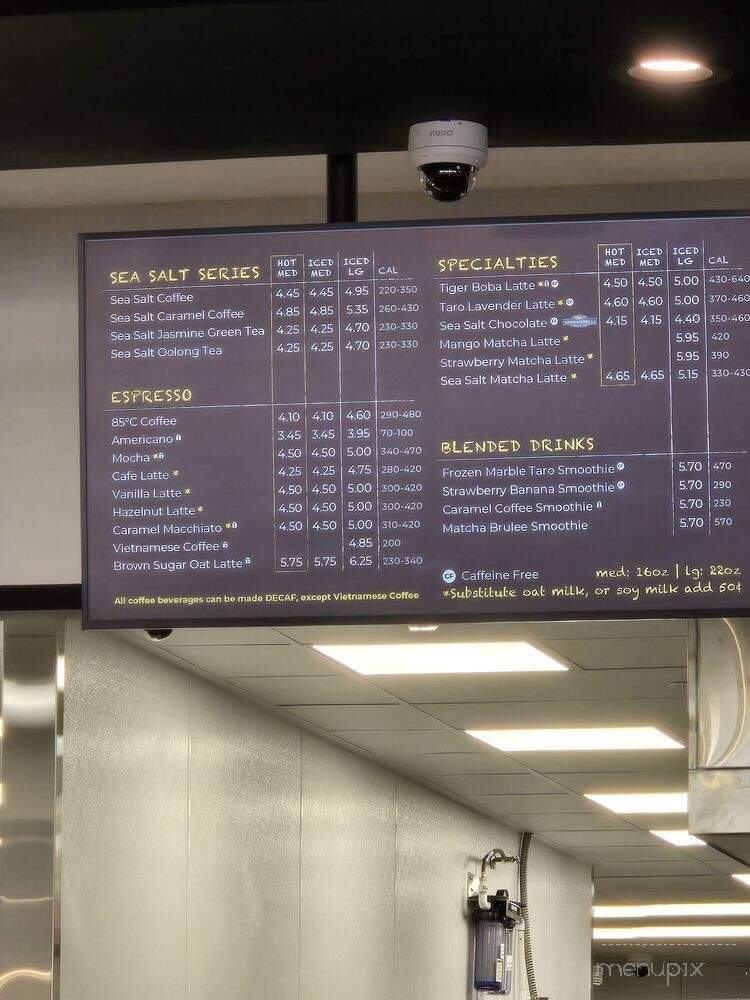 nuuo
SEA SALT SERIES HOT MED ICED MED ICED LG CAL
Sea Salt Coffee 4.45 4.45 4.95 220-350
Sea Salt Caramel Coffee 4.85 4.85 5.35 260-430
Sea Salt Jasmine Green Tea 4.25 4.25 4.70 230-330
Sea Salt Oolong Tea 4.25 4.25 4.70 230-330
ESPRESSO
85°C Coffee 4.10 4.10 4.60 290-480
Americano 3.45 3.45 3.95 70-100
Mocha * 4.50 4.50 5.00 340-470
Cafe Latte * 4.25 4.25 4.75 280-420
Vanilla Latte * 4.50 4.50 5.00 300-420
Hazelnut Latte * 4.50 4.50 5.00 300-420
Caramel Macchiato * 4.50 4.50 5.00 310-420
Vietnamese Coffee 4.85 200
Brown Sugar Oat Latte 5.75 5.75 6.25 230-340
All coffee beverages can be made DECAF, except Vietnamese Coffee
SPECIALTIES HOT MED ICED MED ICED LG CAL
Tiger Boba Latte * CF 4.50 4.50 5.00 430-640
Taro Lavender Latte * CF 4.60 4.60 5.00 370-460
Sea Salt Chocolate CF GHIRARDELLI 4.15 4.15 4.40 350-460
Mango Matcha Latte * 5.95 420
Strawberry Matcha Latte * 5.95 390
Sea Salt Matcha Latte * 4.65 4.65 5.15 330-430
BLENDED DRINKS
Frozen Marble Taro Smoothie CF 5.70 470
Strawberry Banana Smoothie CF 5.70 290
Caramel Coffee Smoothie 5.70 230
Matcha Brulee Smoothie 5.70 570
CF Caffeine Free med: 16oz | lg: 22oz
*Substitute oat milk, or soy milk add 50¢
menupix